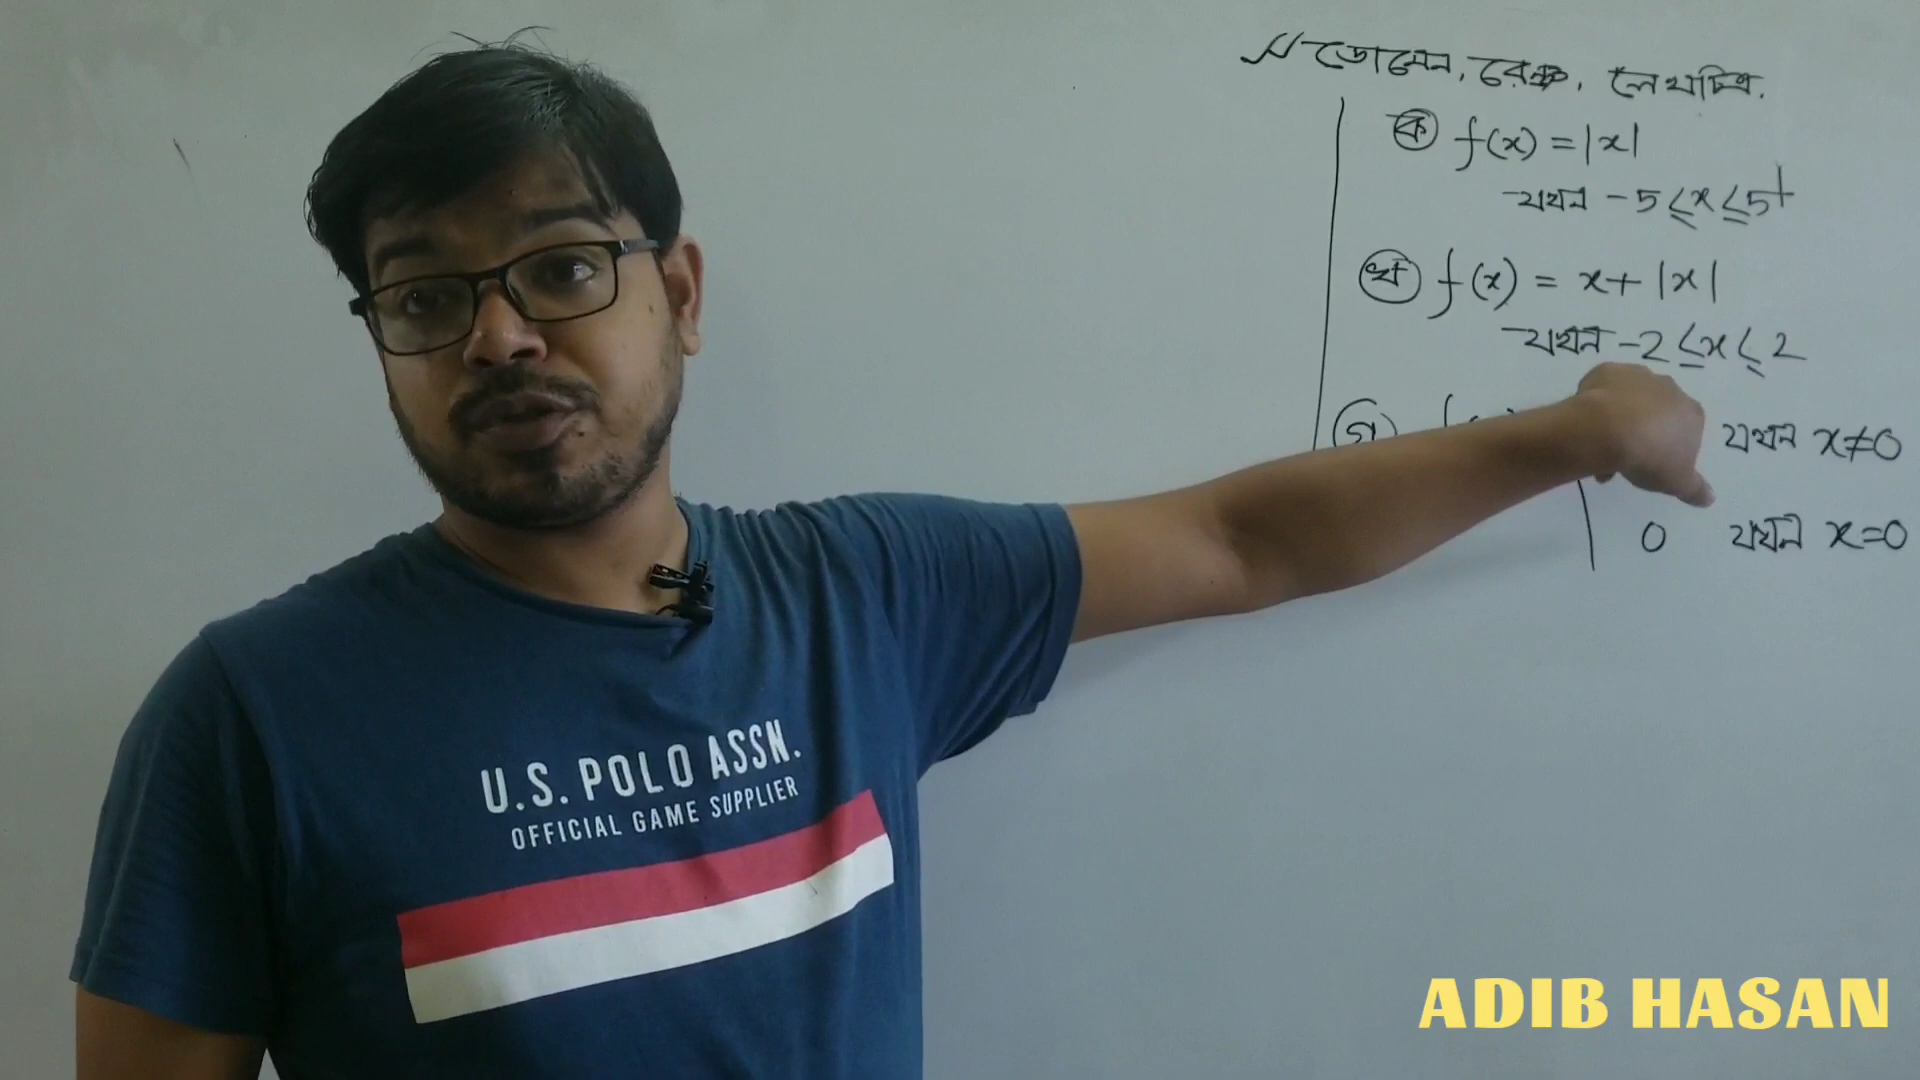 ডোমেন, রেঞ্জ, লেখচিত্র.
ক f(x) = |x|
যখন -5 ≤ x ≤ 5
খ f(x) = x + |x|
যখন -2 ≤ x ≤ 2
গ যখন x ≠ 0
0 যখন x = 0
U.S. POLO ASSN.
OFFICIAL GAME SUPPLIER
ADIB HASAN